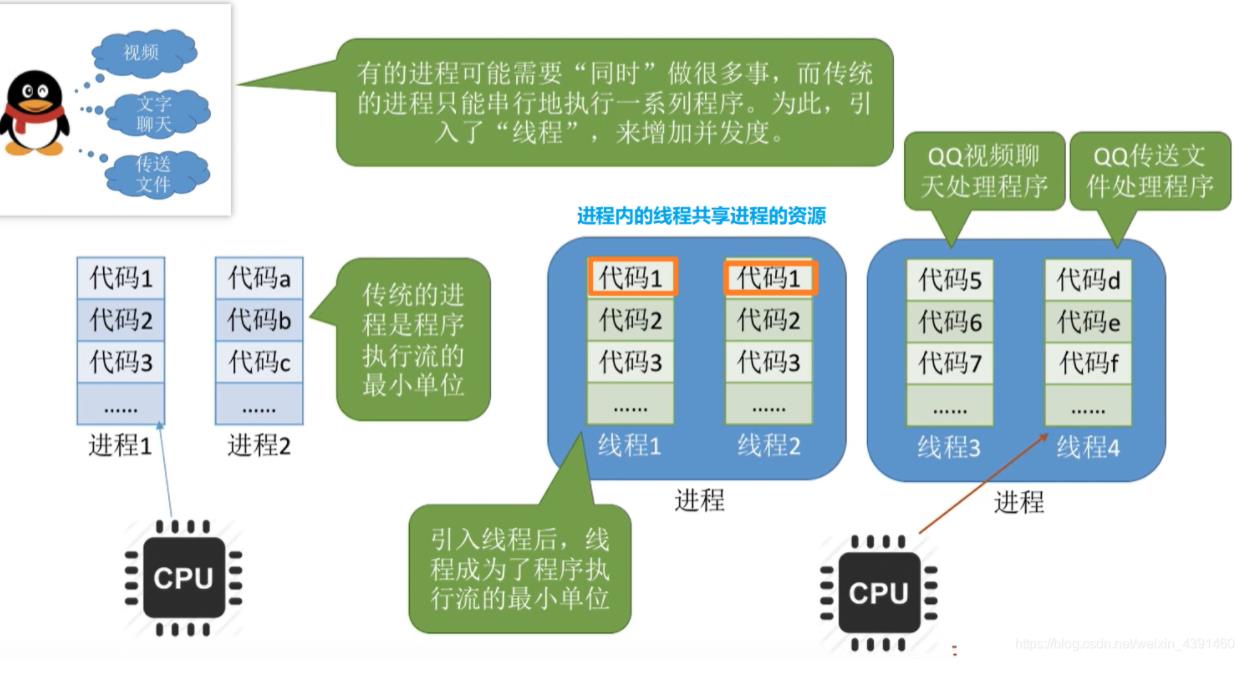 视频
文字
聊天
传送
文件
有的进程可能需要“同时”做很多事，而传统
的进程只能串行地执行一系列程序。为此，引
入了“线程”，来增加并发度。
QQ视频聊
天处理程序
QQ传送文
件处理程序
进程内的线程共享进程的资源
代码1
代码2
代码3
......
进程1
代码a
代码b
代码c
......
进程2
传统的进
程是程序
执行流的
最小单位
代码1
代码2
代码3
......
线程1
代码1
代码2
代码3
......
线程2
进程
代码5
代码6
代码7
......
线程3
代码d
代码e
代码f
......
线程4
进程
引入线程后，线
程成为了程序执
行流的最小单位
CPU
CPU
https://blog.csdn.net/weixin_4391460